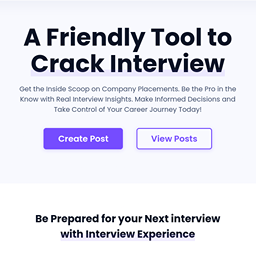 A Friendly Tool to
Crack Interview
Get the Inside Scoop on Company Placements. Be the Pro in the
Know with Real Interview Insights. Make Informed Decisions and
Take Control of Your Career Journey Today!
Create Post
View Posts
Be Prepared for your Next interview
with Interview Experience